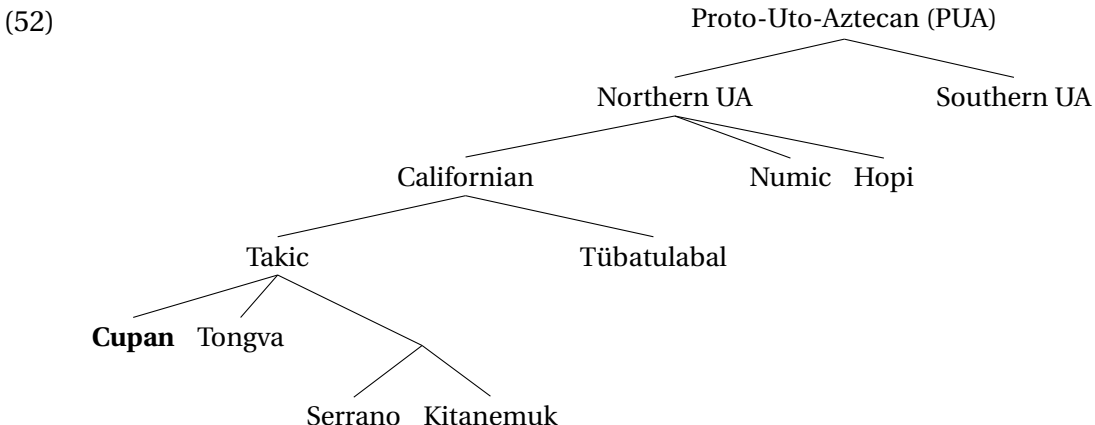 (52)
Proto-Uto-Aztecan (PUA)
Northern UA Southern UA
Californian Numic Hopi
Takic Tübatulabal
Cupan Tongva
Serrano Kitanemuk